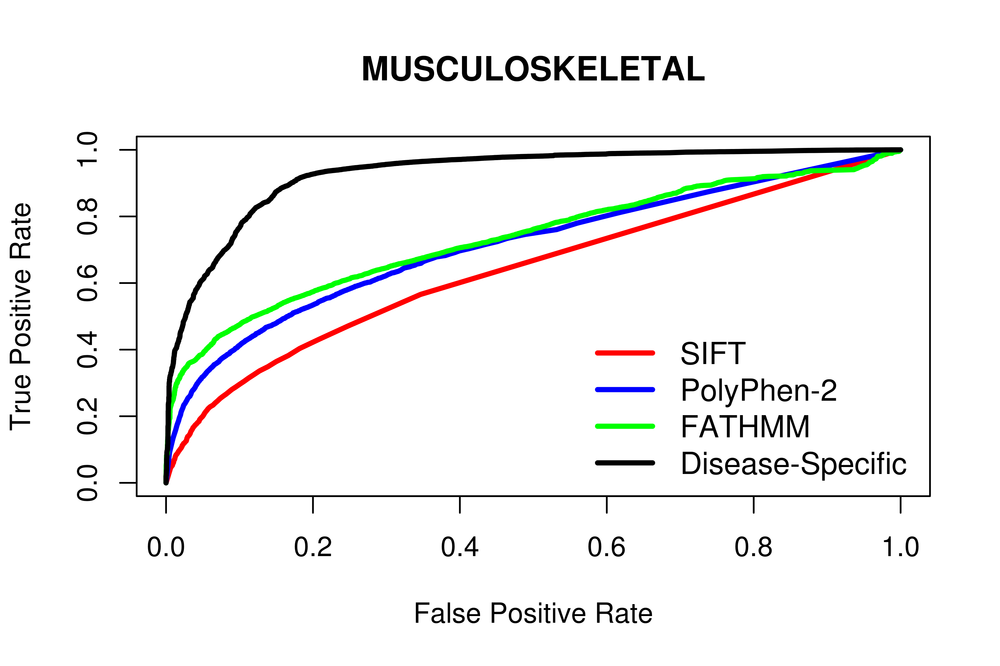 MUSCULOSKELETAL
True Positive Rate
1.0
0.8
0.6
0.4
0.2
0.0
SIFT
PolyPhen-2
FATHMM
Disease-Specific
0.0 0.2 0.4 0.6 0.8 1.0
False Positive Rate